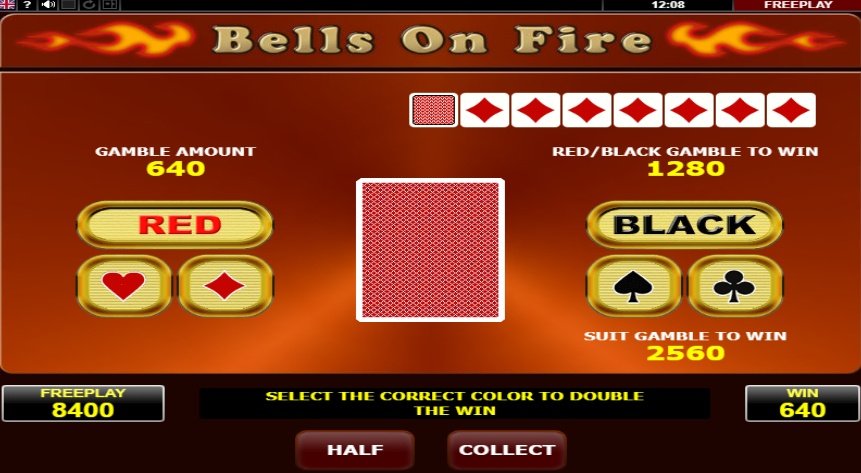 ?
12:08
FREEPLAY
Bells On Fire
GAMBLE AMOUNT
640
RED/BLACK GAMBLE TO WIN
1280
RED
BLACK
SUIT GAMBLE TO WIN
2560
FREEPLAY
8400
SELECT THE CORRECT COLOR TO DOUBLE
THE WIN
WIN
640
HALF
COLLECT